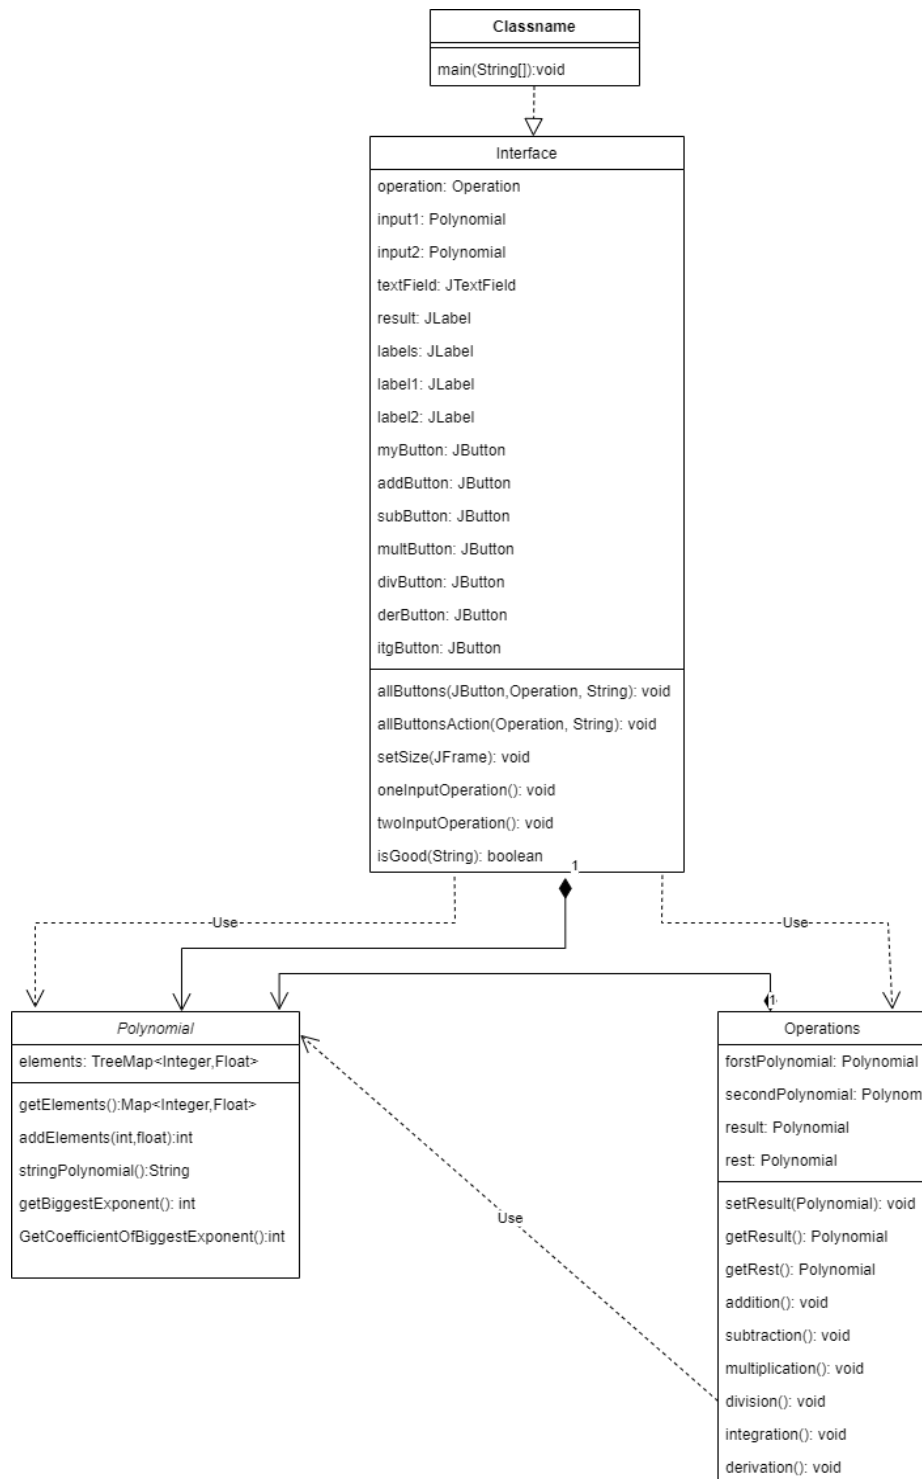 Classname
main(String[]):void
Interface
operation: Operation
input1: Polynomial
input2: Polynomial
textField: JTextField
result: JLabel
labels: JLabel
label1: JLabel
label2: JLabel
myButton: JButton
addButton: JButton
subButton: JButton
multButton: JButton
divButton: JButton
derButton: JButton
itgButton: JButton
allButtons(JButton,Operation, String): void
allButtonsAction(Operation, String): void
setSize(JFrame): void
oneInputOperation(): void
twoInputOperation(): void
isGood(String): boolean
1
Use
Use
1
Polynomial
elements: TreeMap<Integer,Float>
getElements():Map<Integer,Float>
addElements(int,float):int
stringPolynomial():String
getBiggestExponent(): int
GetCoefficientOfBiggestExponent():int
Use
Operations
forstPolynomial: Polynomial
secondPolynomial: Polynom
result: Polynomial
rest: Polynomial
setResult(Polynomial): void
getResult(): Polynomial
getRest(): Polynomial
addition(): void
subtraction(): void
multiplication(): void
division(): void
integration(): void
derivation(): void